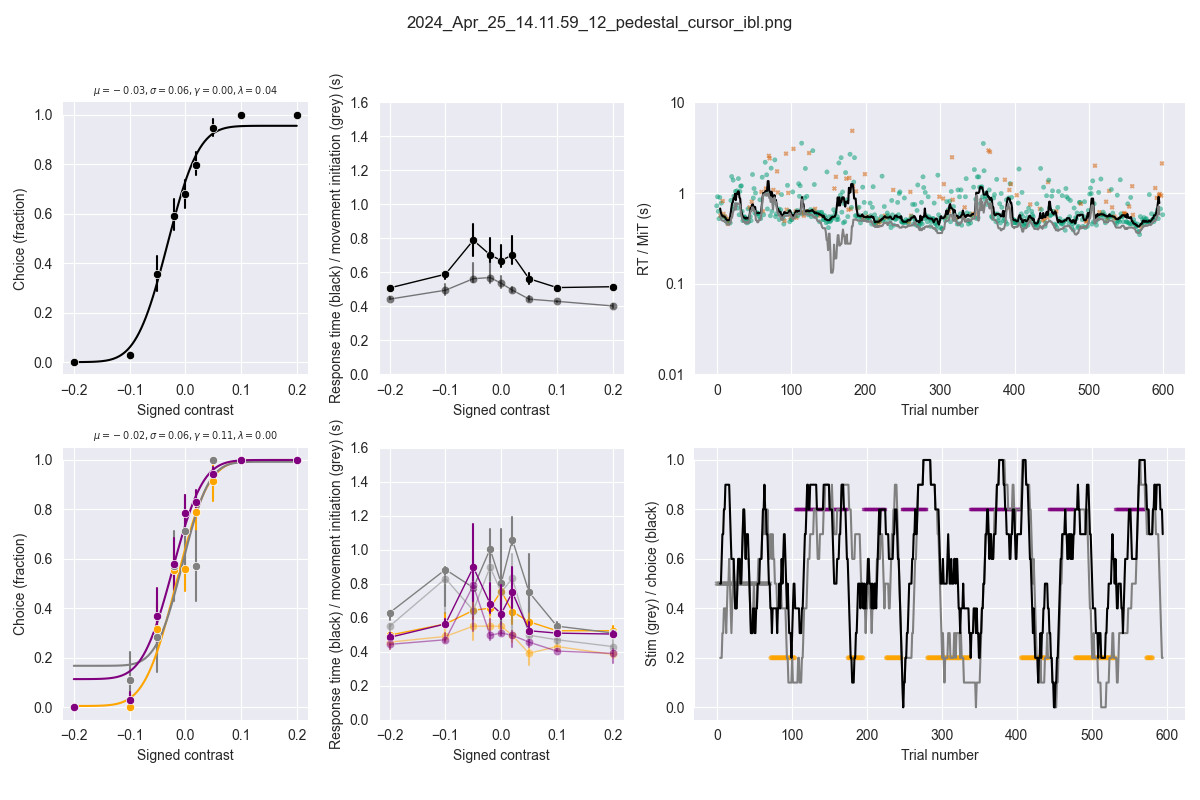 2024_Apr_25_14.11.59_12_pedestal_cursor_ibl.png
μ = − 0.03, σ = 0.06, γ = 0.00, λ = 0.04
Choice (fraction)
1.0
0.8
0.6
0.4
0.2
0.0
−0.2 −0.1 0.0 0.1 0.2
Signed contrast
Response time (black) / movement initiation (grey) (s)
1.6
1.4
1.2
1.0
0.8
0.6
0.4
0.2
0.0
−0.2 −0.1 0.0 0.1 0.2
Signed contrast
RT / MiT (s)
10
1
0.1
0.01
0 100 200 300 400 500 600
Trial number
μ = − 0.02, σ = 0.06, γ = 0.11, λ = 0.00
Choice (fraction)
1.0
0.8
0.6
0.4
0.2
0.0
−0.2 −0.1 0.0 0.1 0.2
Signed contrast
Response time (black) / movement initiation (grey) (s)
1.6
1.4
1.2
1.0
0.8
0.6
0.4
0.2
0.0
−0.2 −0.1 0.0 0.1 0.2
Signed contrast
Stim (grey) / choice (black)
1.0
0.8
0.6
0.4
0.2
0.0
0 100 200 300 400 500 600
Trial number